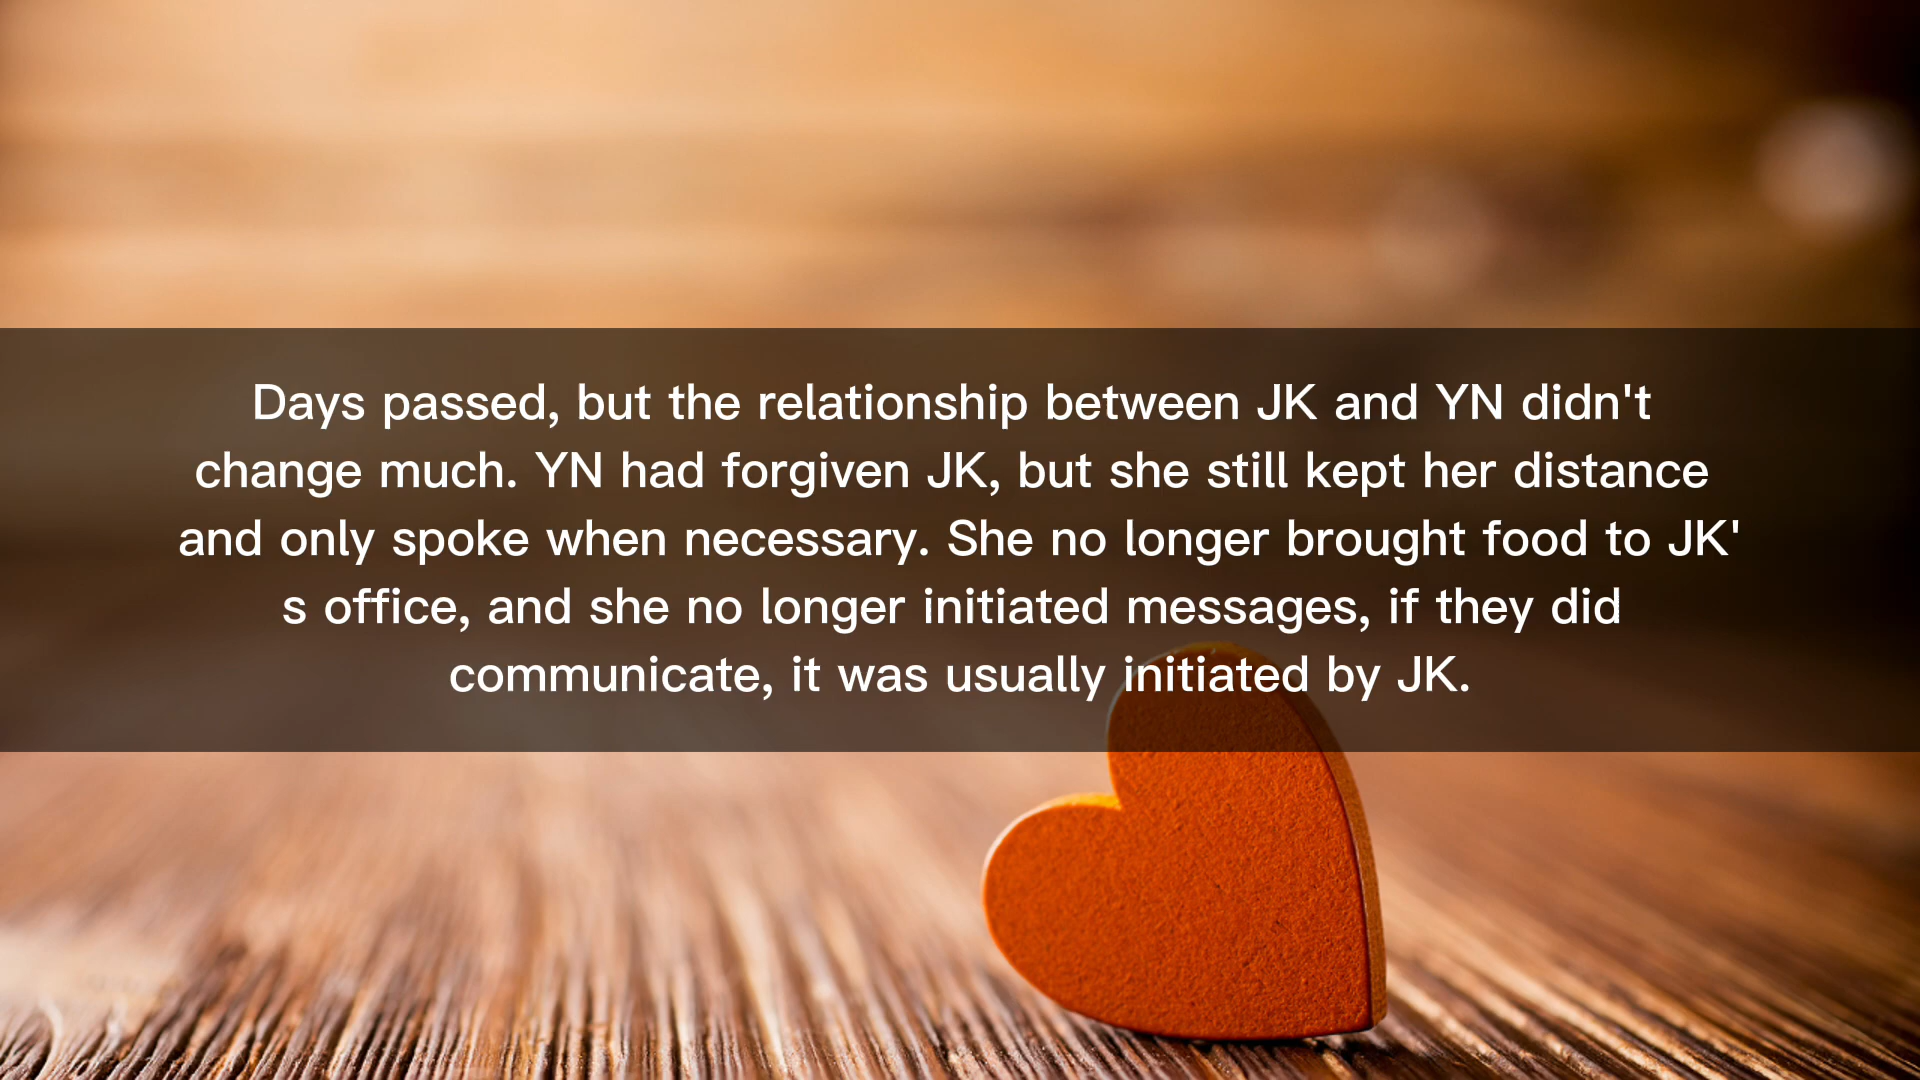 Days passed, but the relationship between JK and YN didn't
change much. YN had forgiven JK, but she still kept her distance
and only spoke when necessary. She no longer brought food to JK'
s office, and she no longer initiated messages, if they did
communicate, it was usually initiated by JK.